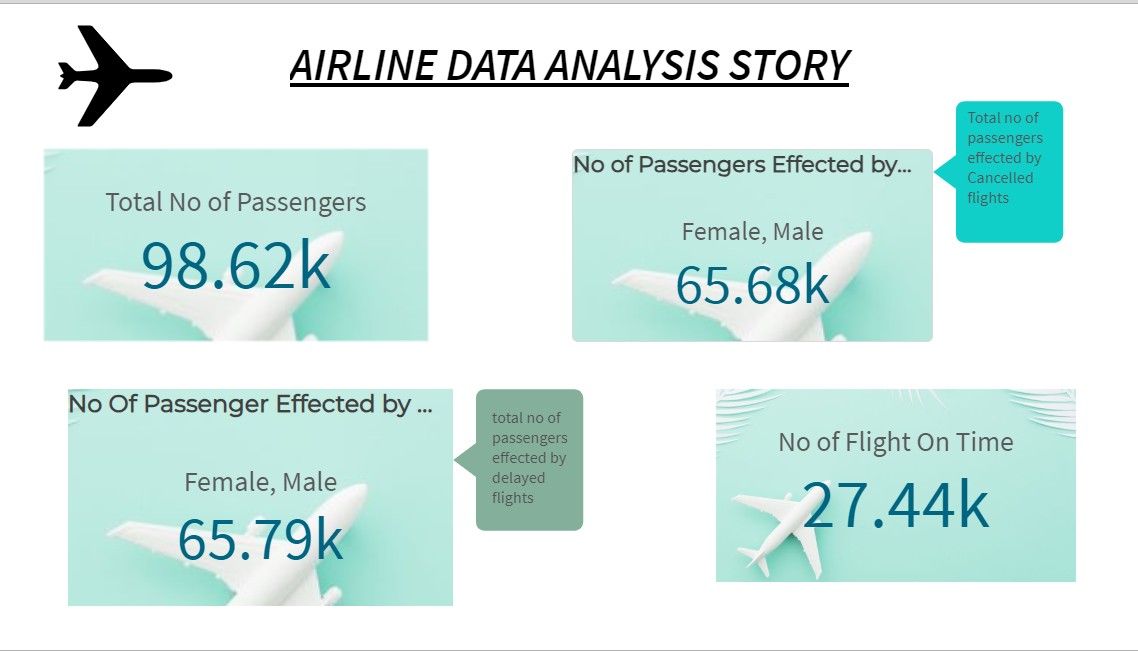 AIRLINE DATA ANALYSIS STORY
Total No of Passengers
98.62k
No of Passengers Effected by...
Female, Male
65.68k
Total no of
passengers
effected by
Cancelled
flights
No Of Passenger Effected by ...
Female, Male
65.79k
total no of
passengers
effected by
delayed
flights
No of Flight On Time
27.44k